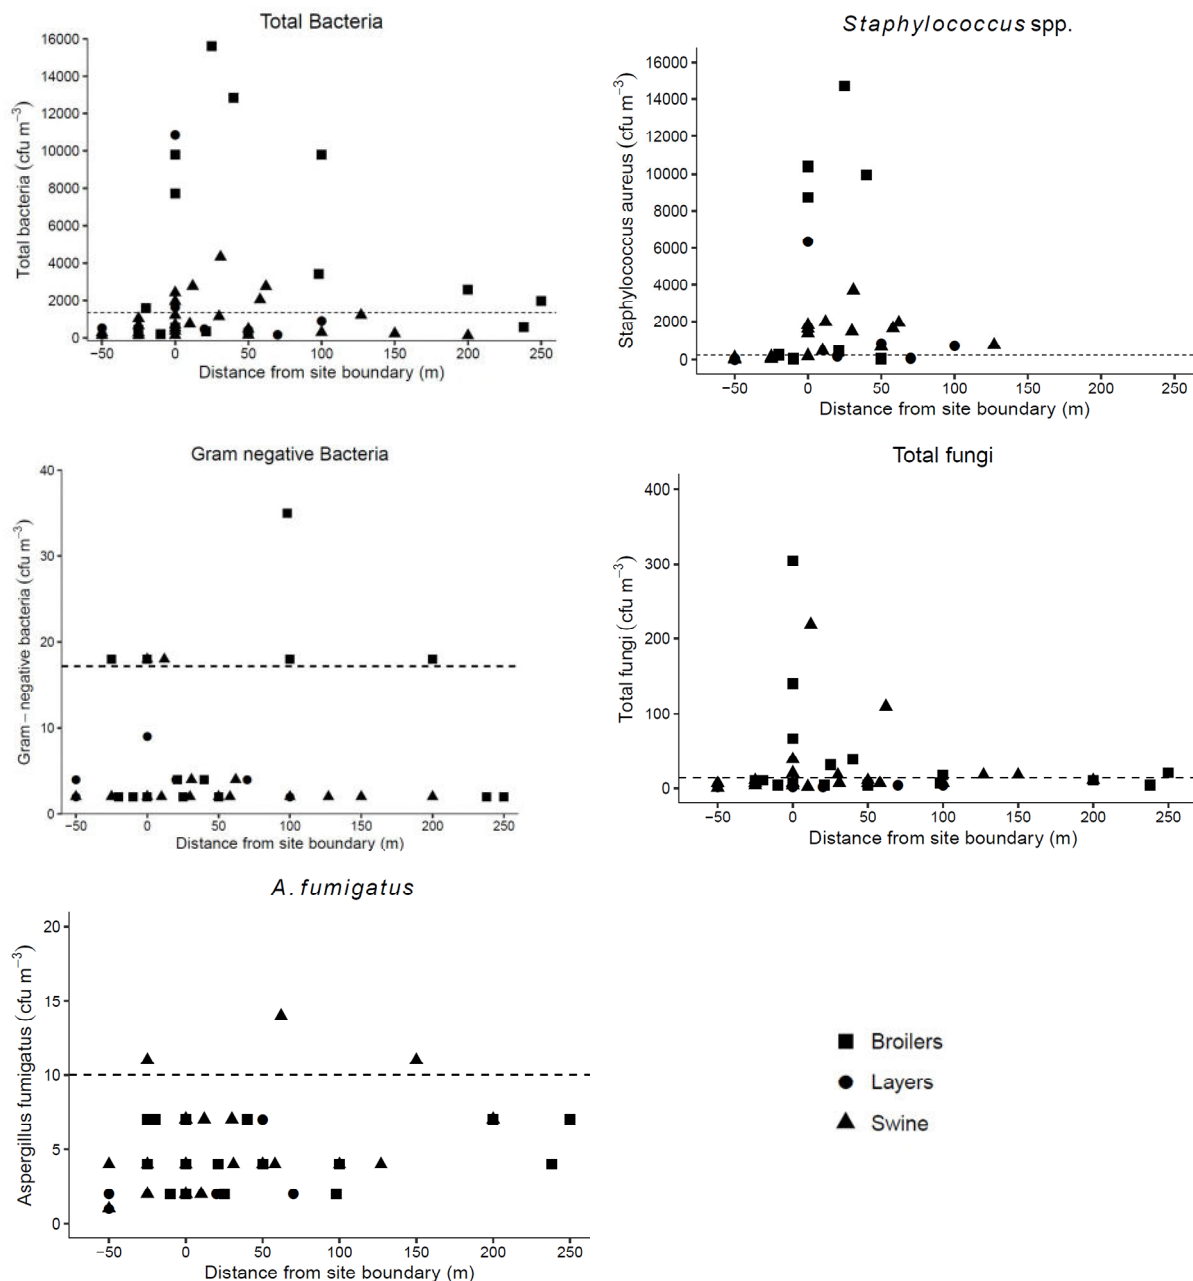 Total Bacteria
16000
14000
12000
10000
8000
6000
4000
2000
0
Total bacteria (cfu m⁻³)
−50 0 50 100 150 200 250
Distance from site boundary (m)
Staphylococcus spp.
16000
14000
12000
10000
8000
6000
4000
2000
0
Staphylococcus aureus (cfu m⁻³)
−50 0 50 100 150 200 250
Distance from site boundary (m)
Gram negative Bacteria
40
30
20
10
0
Gram − negative bacteria (cfu m⁻³)
−50 0 50 100 150 200 250
Distance from site boundary (m)
Total fungi
400
300
200
100
0
Total fungi (cfu m⁻³)
−50 0 50 100 150 200 250
Distance from site boundary (m)
A. fumigatus
20
15
10
5
0
Aspergillus fumigatus (cfu m⁻³)
−50 0 50 100 150 200 250
Distance from site boundary (m)
Broilers
Layers
Swine